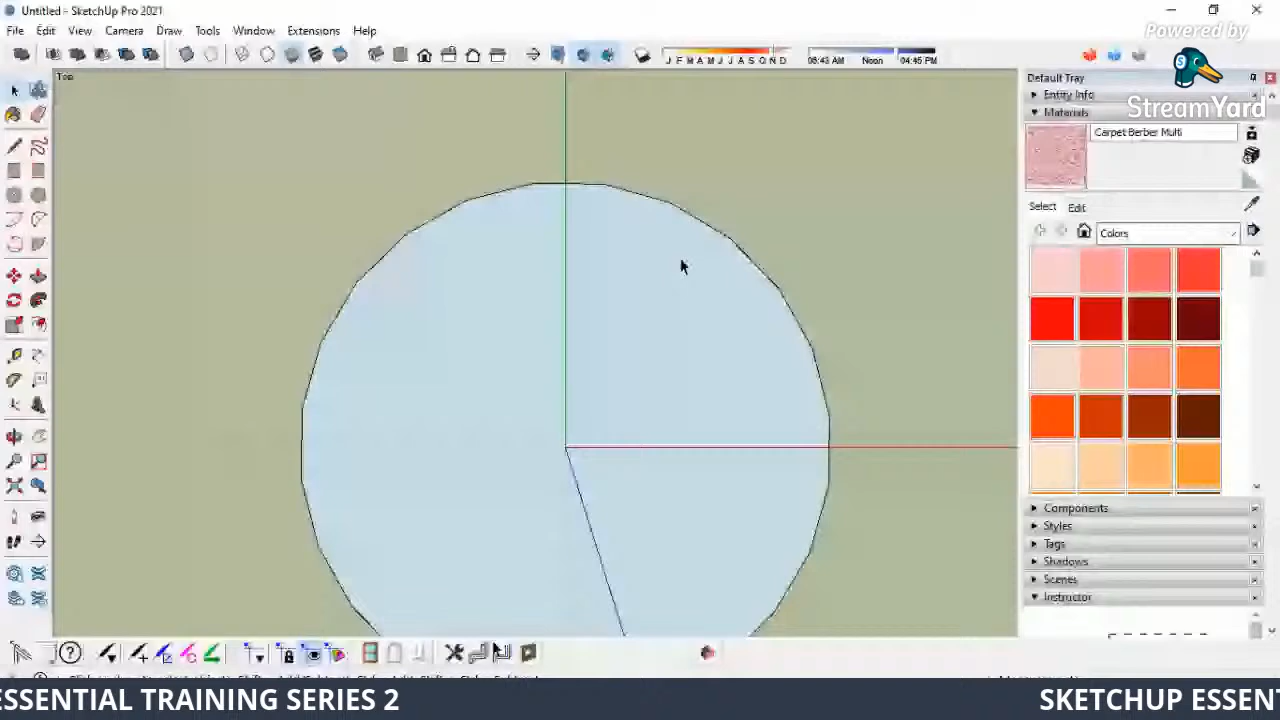 Untitled - SketchUp Pro 2021
File Edit View Camera Draw Tools Window Extensions Help
Powered by
StreamYard
J F M A M J J A S O N D
06:43 AM Noon 04:45 PM
Top
Default Tray
Entity Info
Materials
Carpet Berber Multi
Select Edit
Colors
Components
Styles
Tags
Shadows
Scenes
Instructor
ESSENTIAL TRAINING SERIES 2
SKETCHUP ESSENT